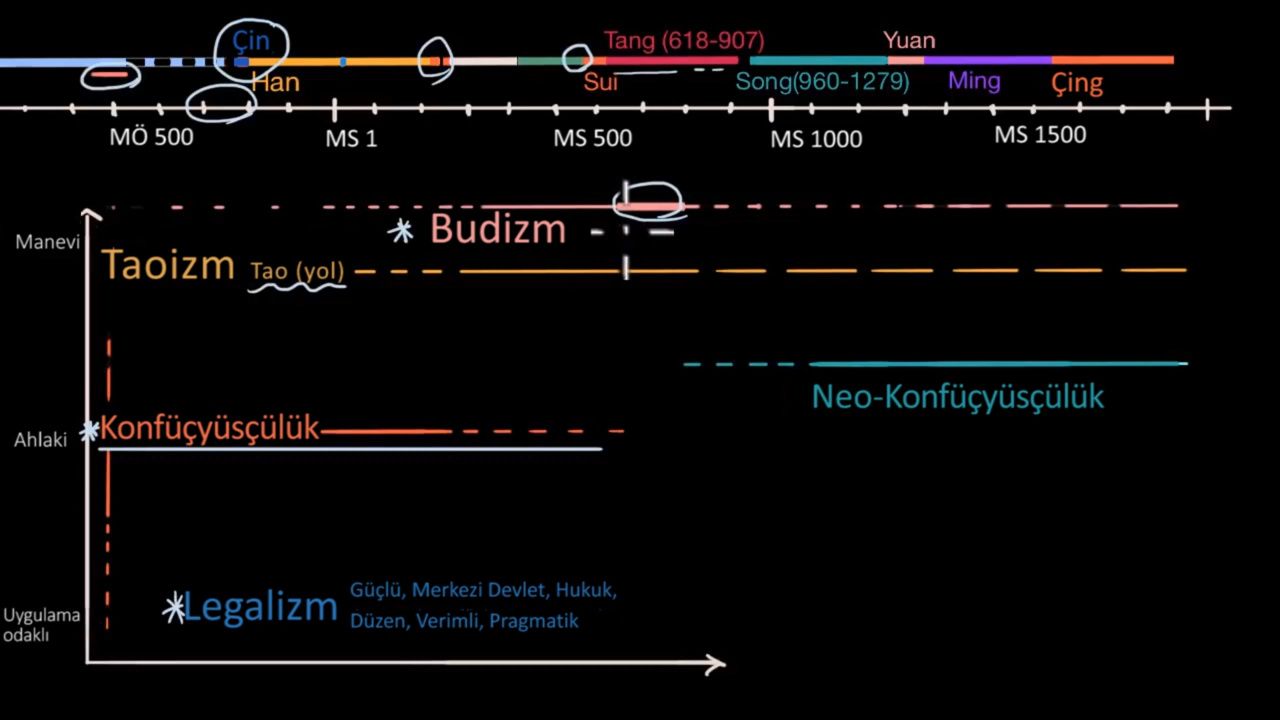 Çin
Tang (618-907)
Yuan
Han
Sui
Song(960-1279)
Ming
Çing
MÖ 500
MS 1
MS 500
MS 1000
MS 1500
Manevi
Budizm
Taoizm Tao (yol)
Neo-Konfüçyüsçülük
Ahlaki
Konfüçyüsçülük
Uygulama
odaklı
Legalizm
Güçlü, Merkezi Devlet, Hukuk,
Düzen, Verimli, Pragmatik